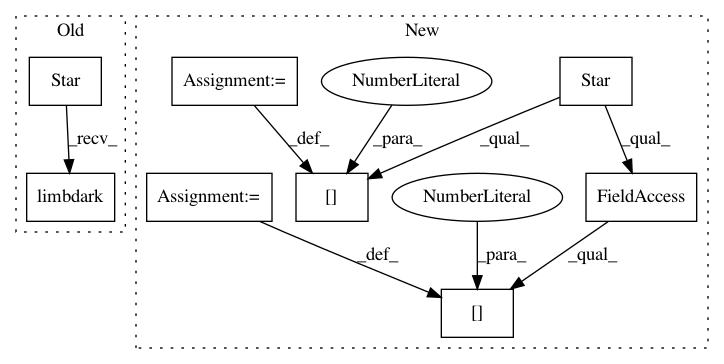 Old
New
Star
Assignment:=
NumberLiteral
Star
_recv_
_def_
_para_
_qual_
_qual_
limbdark
Assignment:=
[]
NumberLiteral
FieldAccess
_def_
_para_
_qual_
[]